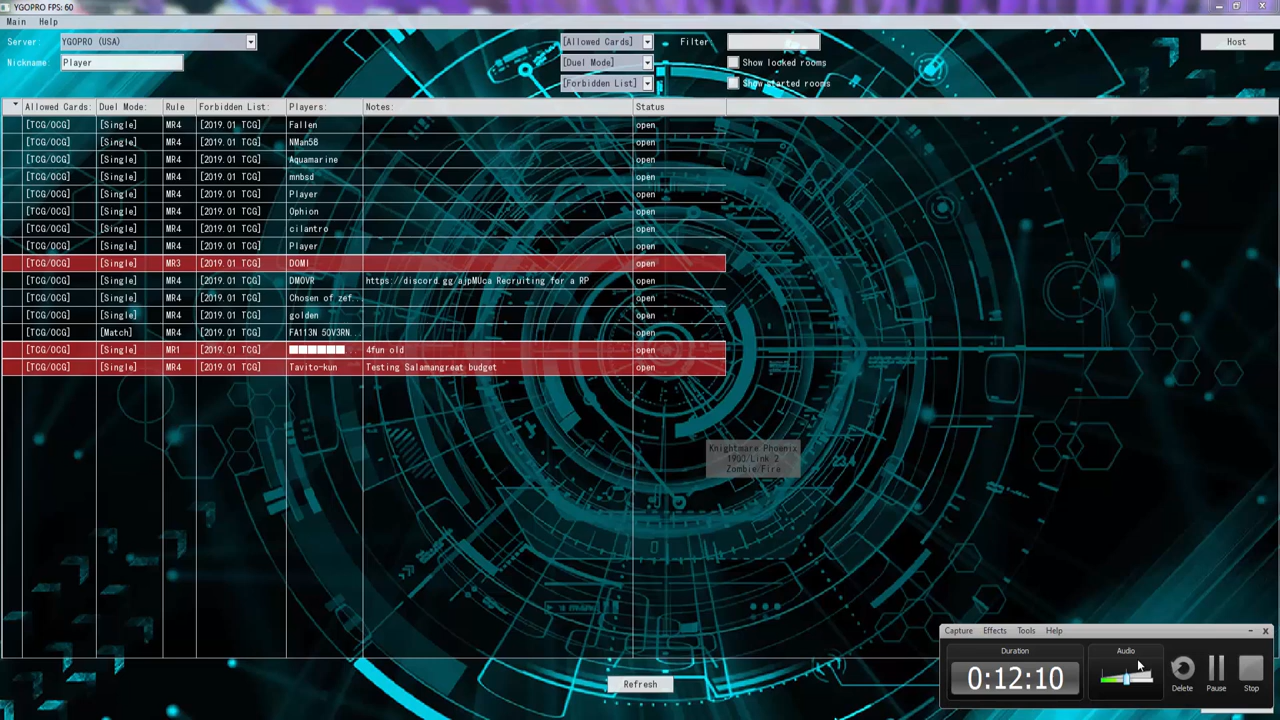 YGOPRO FPS: 60
Main Help
Server: YGOPRO (USA) [Allowed Cards] Filter Host
Nickname: Player [Duel Mode] Show locked rooms
[Forbidden List] Show started rooms
Allowed Cards: Duel Mode: Rule Forbidden List: Players: Notes: Status
[TCG/OCG] [Single] MR4 [2019.01 TCG] Fallen open
[TCG/OCG] [Single] MR4 [2019.01 TCG] NMan58 open
[TCG/OCG] [Single] MR4 [2019.01 TCG] Aquamarine open
[TCG/OCG] [Single] MR4 [2019.01 TCG] mnbsd open
[TCG/OCG] [Single] MR4 [2019.01 TCG] Player open
[TCG/OCG] [Single] MR4 [2019.01 TCG] Ophion open
[TCG/OCG] [Single] MR4 [2019.01 TCG] cilantro open
[TCG/OCG] [Single] MR4 [2019.01 TCG] Player open
[TCG/OCG] [Single] MR3 [2019.01 TCG] DOMI open
[TCG/OCG] [Single] MR4 [2019.01 TCG] DMOVR https://discord.gg/ajpMUca Recruiting for a RP open
[TCG/OCG] [Single] MR4 [2019.01 TCG] Chosen of zef... open
[TCG/OCG] [Single] MR4 [2019.01 TCG] golden open
[TCG/OCG] [Match] MR4 [2019.01 TCG] FA113N 50V3RN... open
[TCG/OCG] [Single] MR1 [2019.01 TCG] ... 4fun old open
[TCG/OCG] [Single] MR4 [2019.01 TCG] Tavito-kun Testing Salamangreat budget open
Knightmare Phoenix
1900/Link 2
Zombie/Fire
Refresh
Capture Effects Tools Help
Duration Audio
0:12:10
Delete Pause Stop